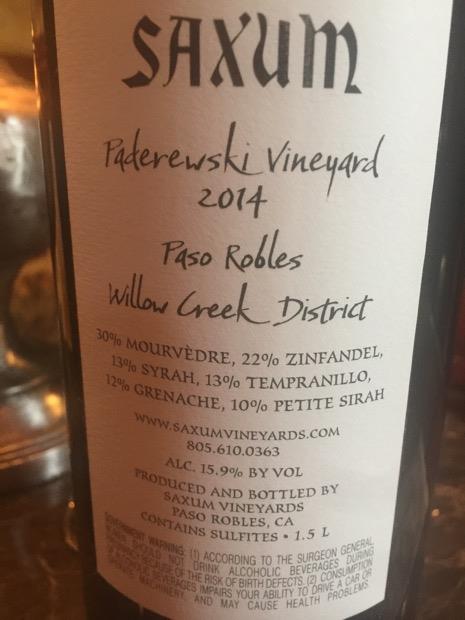 SAXUM
Paderewski Vineyard
2014
Paso Robles
Willow Creek District
30% MOURVÈDRE, 22% ZINFANDEL,
13% SYRAH, 13% TEMPRANILLO,
12% GRENACHE, 10% PETITE SIRAH
WWW.SAXUMVINEYARDS.COM
805.610.0363
ALC. 15.9% BY VOL
PRODUCED AND BOTTLED BY
SAXUM VINEYARDS
PASO ROBLES, CA
CONTAINS SULFITES • 1.5 L
GOVERNMENT WARNING: (1) ACCORDING TO THE SURGEON GENERAL,
SHOULD NOT DRINK ALCOHOLIC BEVERAGES DURING
BECAUSE OF THE RISK OF BIRTH DEFECTS. (2) CONSUMPTION
BEVERAGES IMPAIRS YOUR ABILITY TO DRIVE A CAR OR
MACHINERY, AND MAY CAUSE HEALTH PROBLEMS.